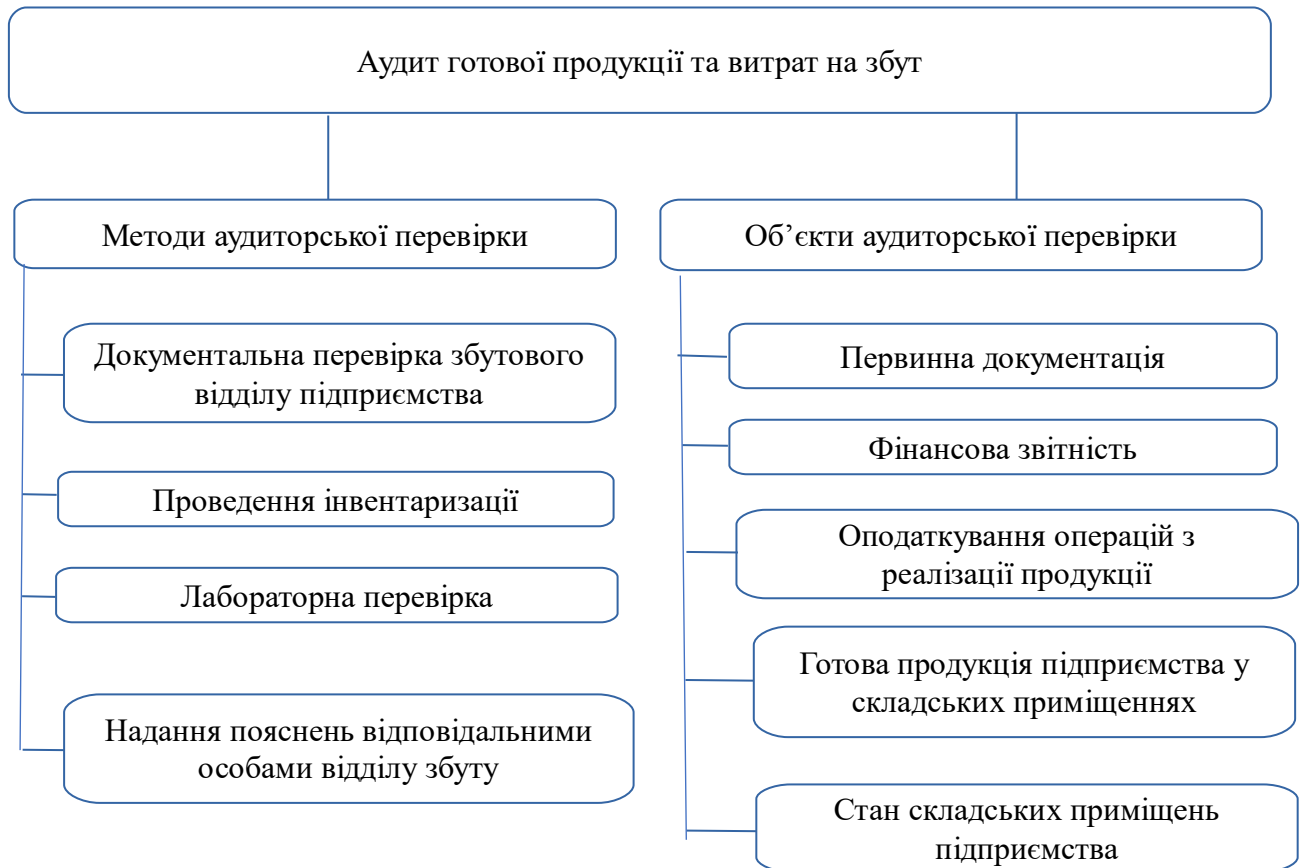 Аудит готової продукції та витрат на збут
Методи аудиторської перевірки
Документальна перевірка збутового
відділу підприємства
Проведення інвентаризації
Лабораторна перевірка
Надання пояснень відповідальними
особами відділу збуту
Об’єкти аудиторської перевірки
Первинна документація
Фінансова звітність
Оподаткування операцій з
реалізації продукції
Готова продукція підприємства у
складських приміщеннях
Стан складських приміщень
підприємства